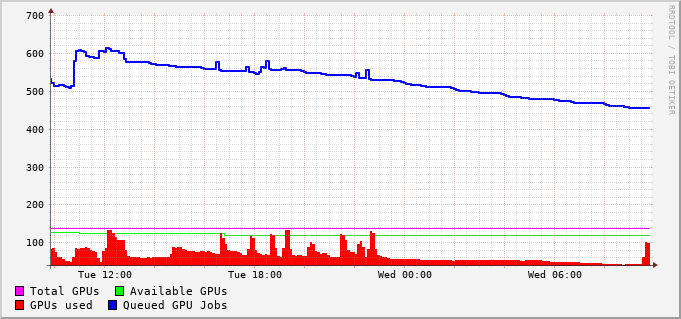 700
600
500
400
300
200
100
Tue 12:00 Tue 18:00 Wed 00:00 Wed 06:00
Total GPUs Available GPUs
GPUs used Queued GPU Jobs
RRDTOOL / TOBI OETIKER